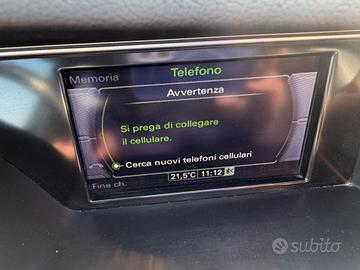 Telefono
Memoria
Avvertenza
Si prega di collegare
il cellulare.
Cerca nuovi telefoni cellulari
Fine ch.
21,5°C 11:12
subito